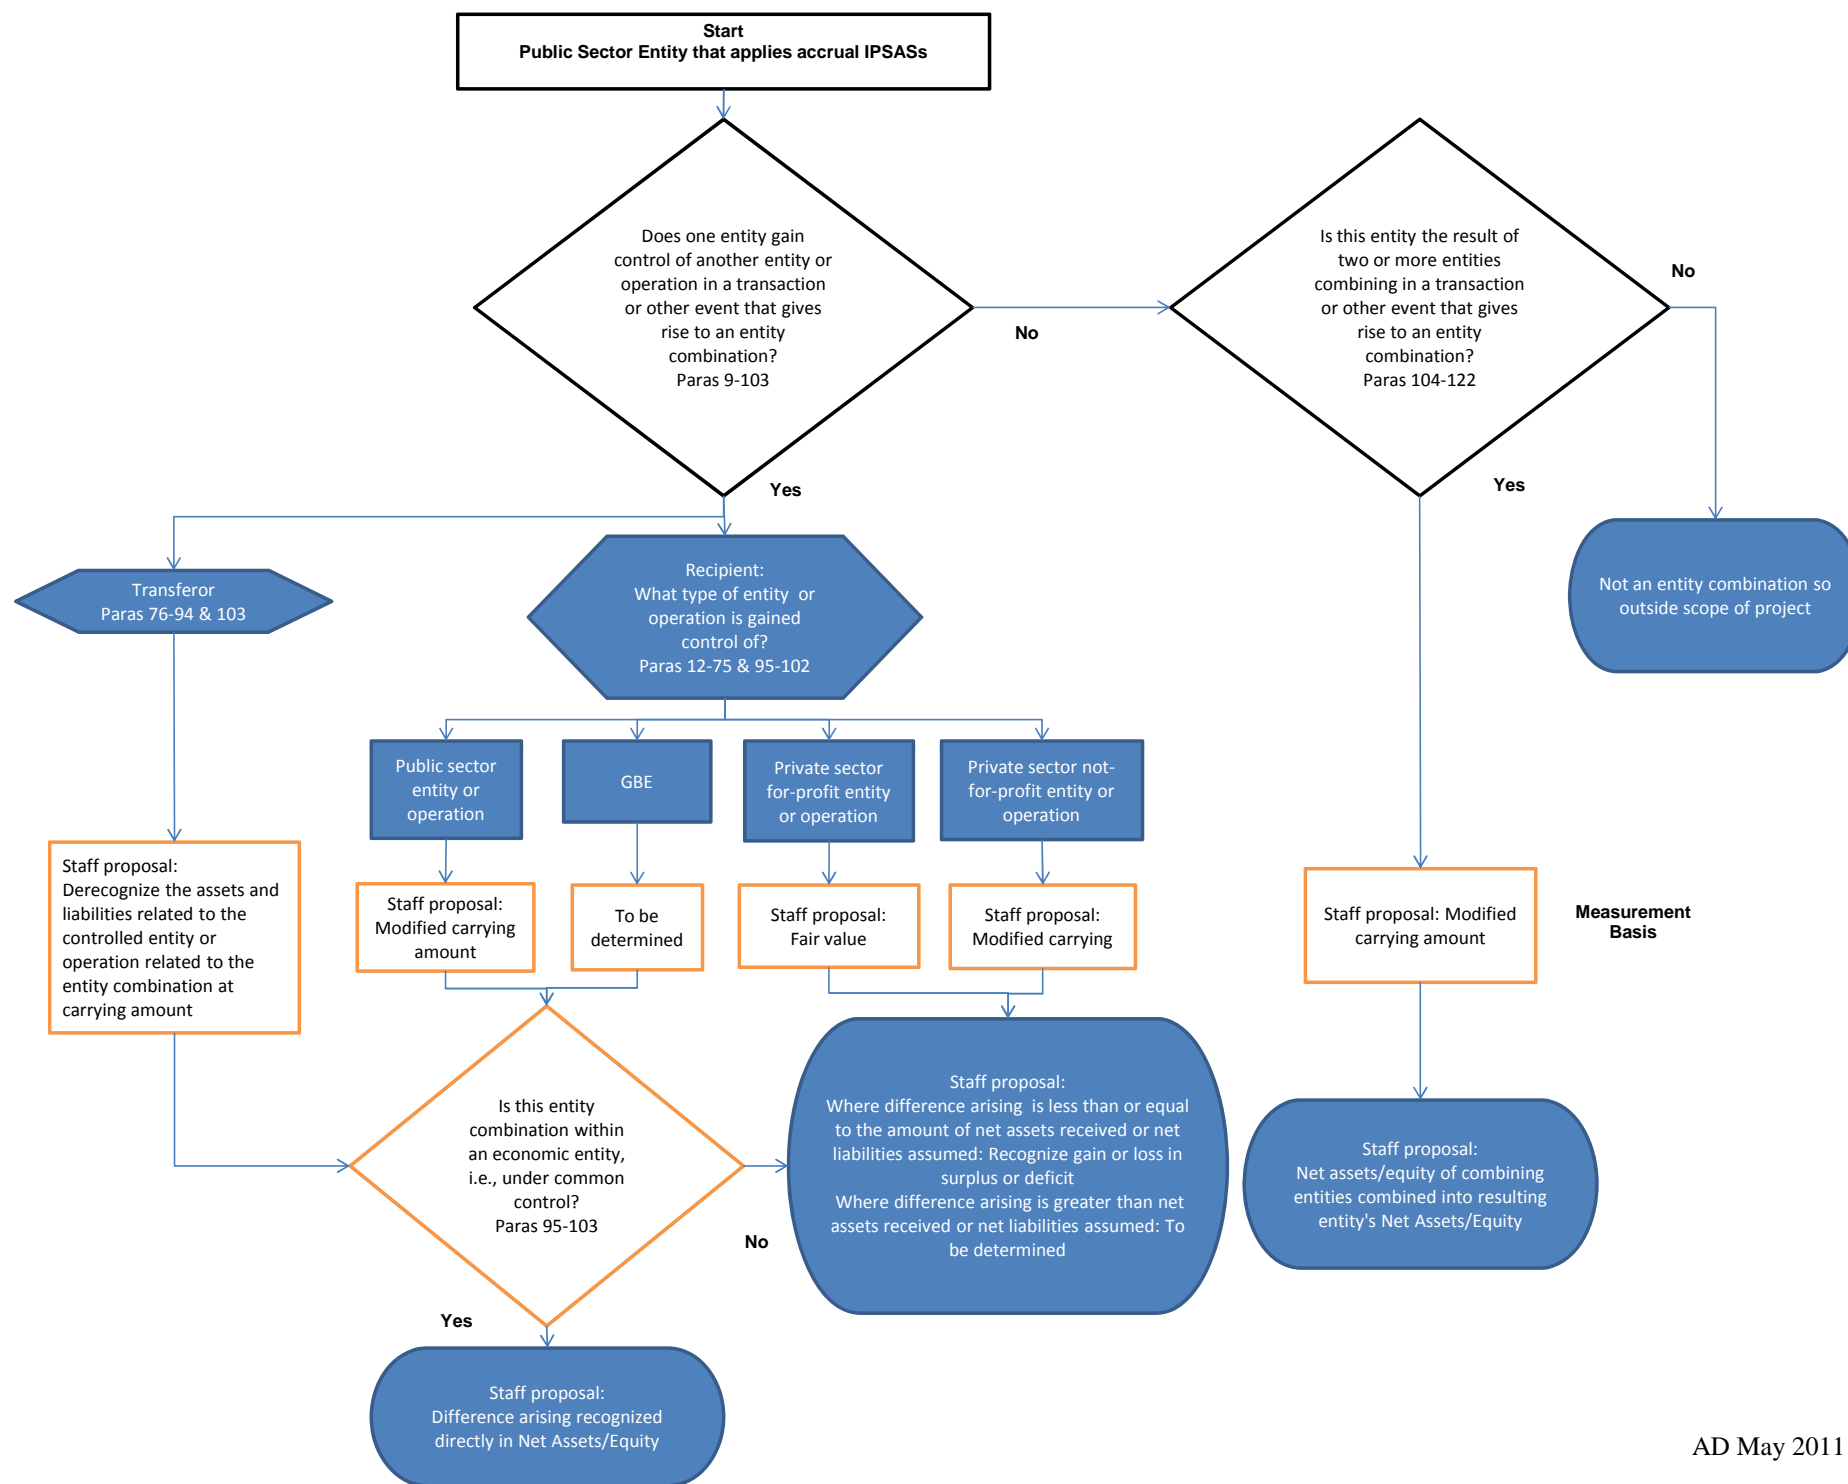 Start
Public Sector Entity that applies accrual IPSASs
Does one entity gain
control of another entity or
operation in a transaction
or other event that gives
rise to an entity
combination?
Paras 9-103
No
Is this entity the result of
two or more entities
combining in a transaction
or other event that gives
rise to an entity
combination?
Paras 104-122
No
Yes
Yes
Transferor
Paras 76-94 & 103
Recipient:
What type of entity or
operation is gained
control of?
Paras 12-75 & 95-102
Not an entity combination so
outside scope of project
Public sector
entity or
operation
GBE
Private sector
for-profit entity
or operation
Private sector not-
for-profit entity or
operation
Staff proposal:
Derecognize the assets and
liabilities related to the
controlled entity or
operation related to the
entity combination at
carrying amount
Staff proposal:
Modified carrying
amount
To be
determined
Staff proposal:
Fair value
Staff proposal:
Modified carrying
Staff proposal: Modified
carrying amount
Measurement
Basis
Is this entity
combination within
an economic entity,
i.e., under common
control?
Paras 95-103
No
Staff proposal:
Where difference arising is less than or equal
to the amount of net assets received or net
liabilities assumed: Recognize gain or loss in
surplus or deficit
Where difference arising is greater than net
assets received or net liabilities assumed: To
be determined
Staff proposal:
Net assets/equity of combining
entities combined into resulting
entity's Net Assets/Equity
Yes
Staff proposal:
Difference arising recognized
directly in Net Assets/Equity
AD May 2011